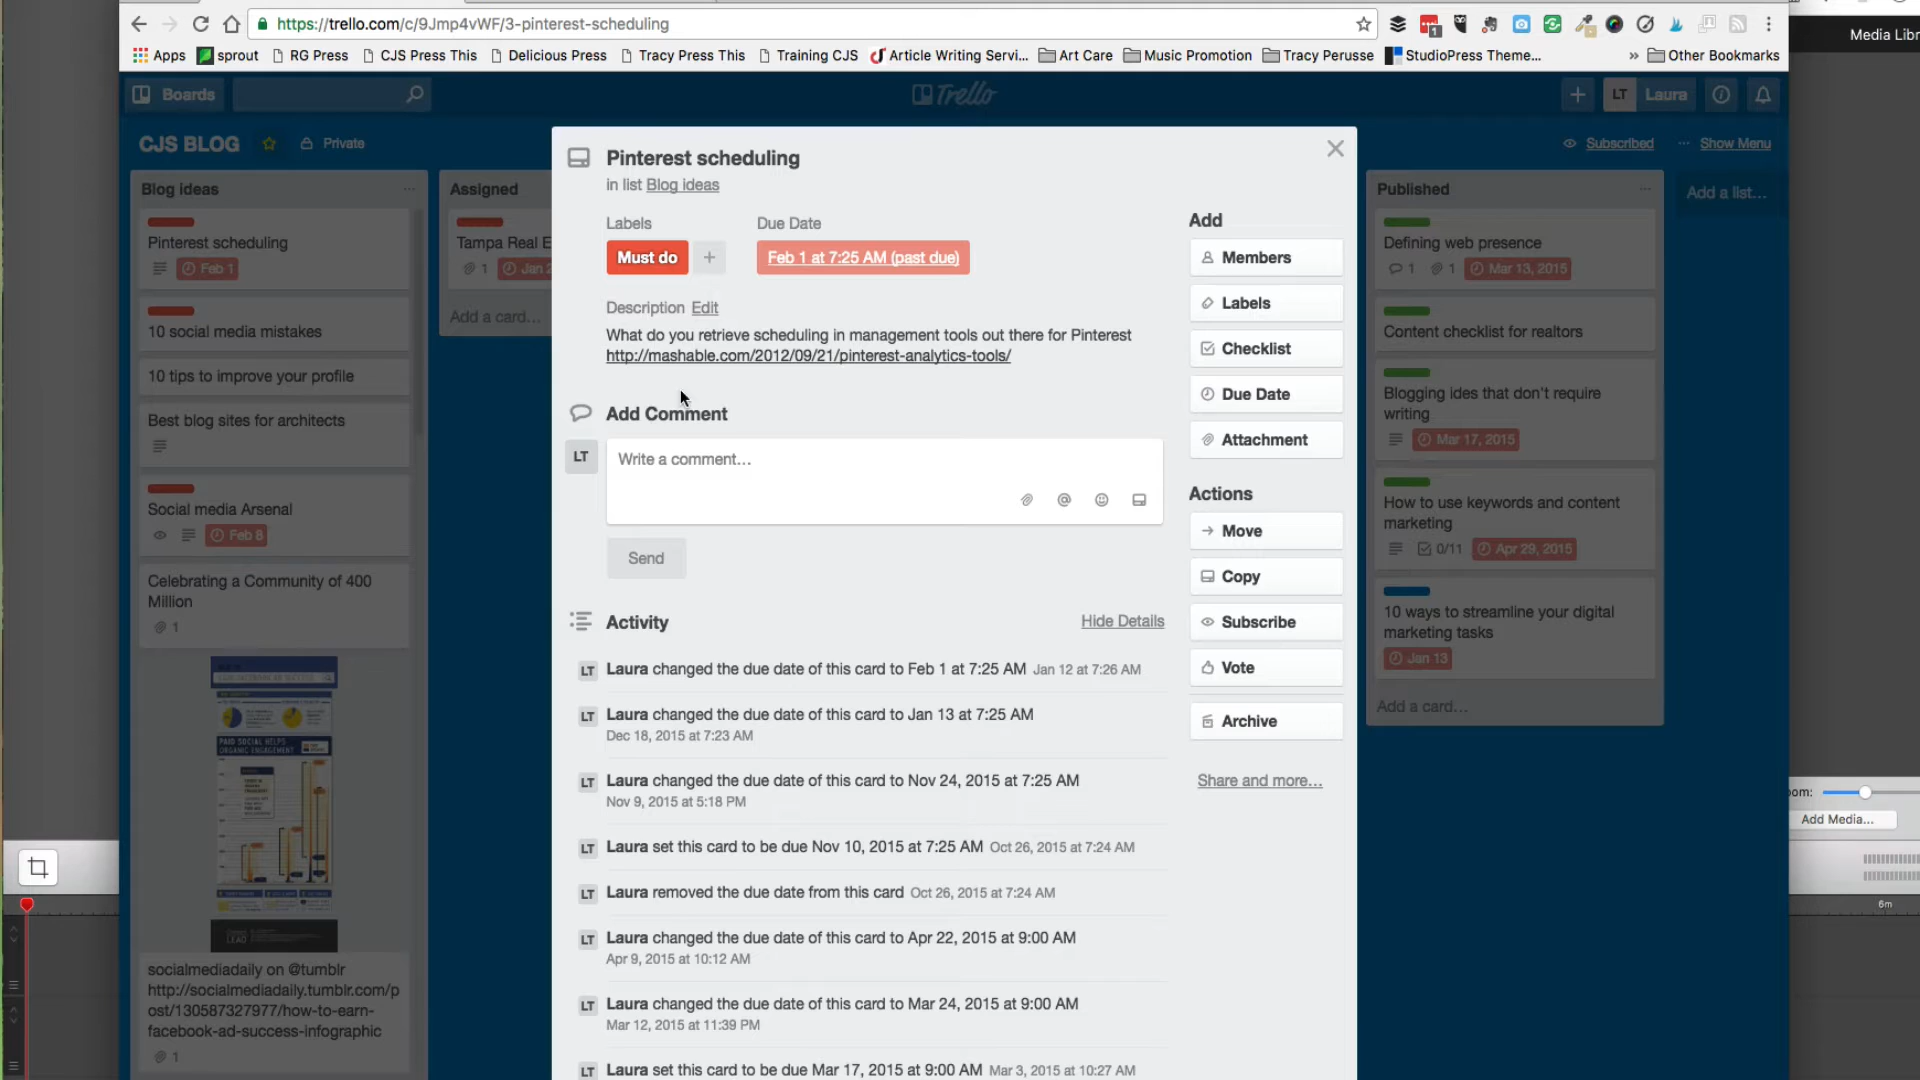 https://trello.com/c/9Jmp4vWF/3-pinterest-scheduling
Media Libr
Apps
sprout
RG Press
CJS Press This
Delicious Press
Tracy Press This
Training CJS
Article Writing Servi...
Art Care
Music Promotion
Tracy Perusse
StudioPress Theme...
»
Other Bookmarks
Boards
Trello
LT
Laura
CJS BLOG
Private
Subscribed
Show Menu
Blog ideas
Pinterest scheduling
Feb 1
10 social media mistakes
10 tips to improve your profile
Best blog sites for architects
Social media Arsenal
Feb 8
Celebrating a Community of 400
Million
1
PAID SOCIAL HELPS
ORGANIC ENGAGEMENT
LEAD
socialmediadaily on @tumblr
http://socialmediadaily.tumblr.com/p
ost/130587327977/how-to-earn-
facebook-ad-success-infographic
1
Assigned
Tampa Real E
1
Jan 2
Add a card...
Pinterest scheduling
in list Blog ideas
Labels
Due Date
Must do
+
Feb 1 at 7:25 AM (past due)
Description Edit
What do you retrieve scheduling in management tools out there for Pinterest
http://mashable.com/2012/09/21/pinterest-analytics-tools/
Add Comment
LT
Write a comment...
Send
Activity
Hide Details
LT
Laura changed the due date of this card to Feb 1 at 7:25 AM Jan 12 at 7:26 AM
LT
Laura changed the due date of this card to Jan 13 at 7:25 AM
Dec 18, 2015 at 7:23 AM
LT
Laura changed the due date of this card to Nov 24, 2015 at 7:25 AM
Nov 9, 2015 at 5:18 PM
LT
Laura set this card to be due Nov 10, 2015 at 7:25 AM Oct 26, 2015 at 7:24 AM
LT
Laura removed the due date from this card Oct 26, 2015 at 7:24 AM
LT
Laura changed the due date of this card to Apr 22, 2015 at 9:00 AM
Apr 9, 2015 at 10:12 AM
LT
Laura changed the due date of this card to Mar 24, 2015 at 9:00 AM
Mar 12, 2015 at 11:39 PM
LT
Laura set this card to be due Mar 17, 2015 at 9:00 AM Mar 3, 2015 at 10:27 AM
Add
Members
Labels
Checklist
Due Date
Attachment
Actions
Move
Copy
Subscribe
Vote
Archive
Share and more...
Published
Defining web presence
1
1
Mar 13, 2015
Content checklist for realtors
Blogging ides that don't require
writing
Mar 17, 2015
How to use keywords and content
marketing
0/11
Apr 29, 2015
10 ways to streamline your digital
marketing tasks
Jan 13
Add a card...
Add a list...
oom:
Add Media...
6m